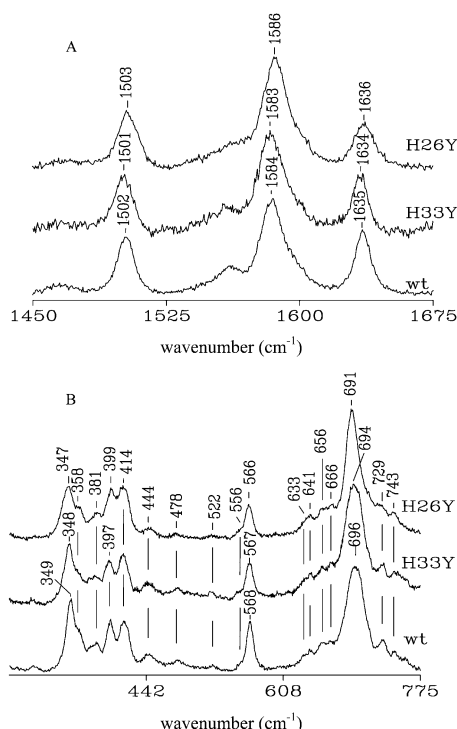 A
1586
1503
1583
1636
H26Y
1501
1584
1634
1502
1635
H33Y
wt
1450 1525 1600 1675
wavenumber (cm-1)
B
691
694
656
347 358 381 399 414 444 478 522 556 566 633 641 666 729 743
H26Y
348 397 567 696
349
H33Y
568
wt
442 608 775
wavenumber (cm-1)